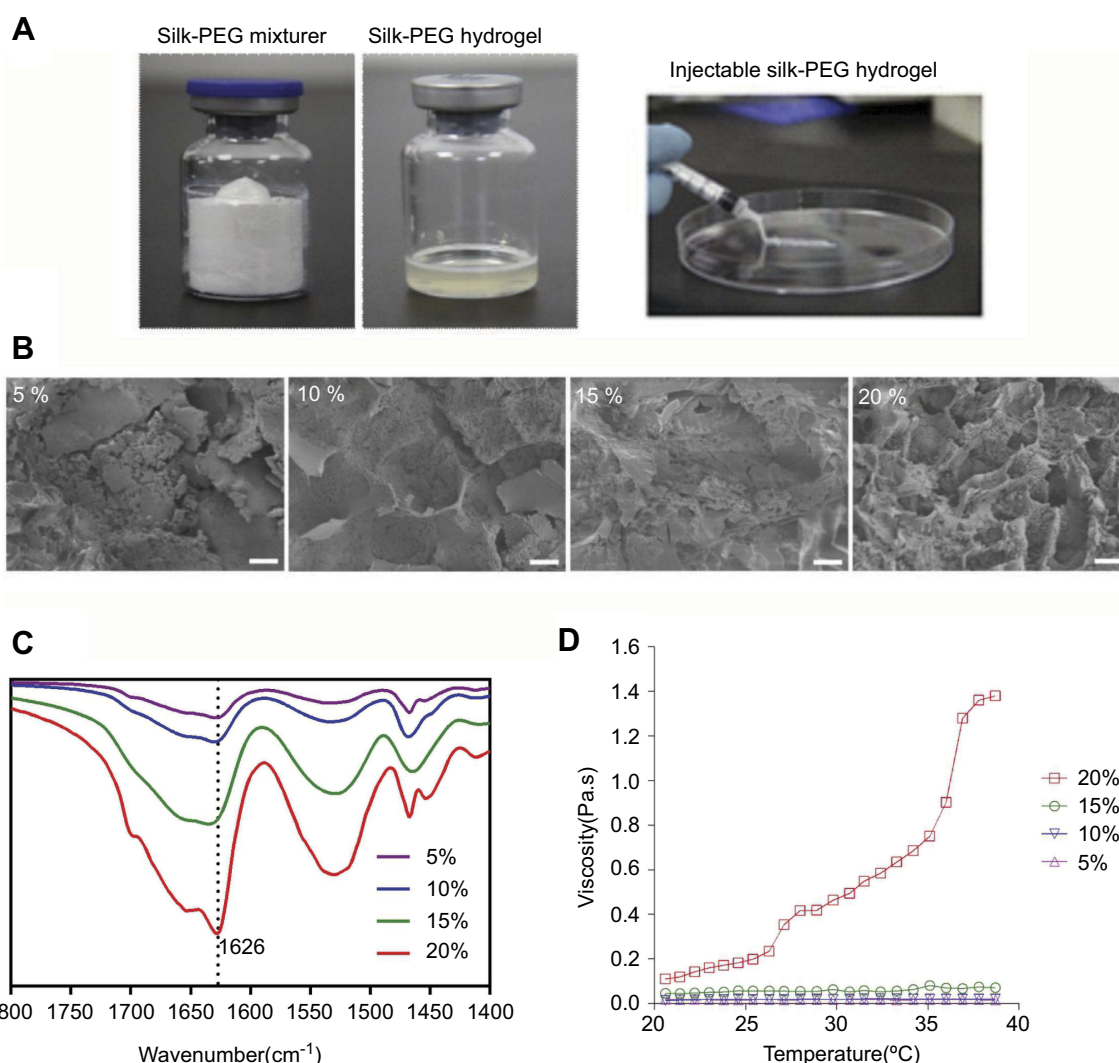 A
Silk-PEG mixturer
Silk-PEG hydrogel
Injectable silk-PEG hydrogel
B
5 %
10 %
15 %
20 %
C
5%
10%
15%
20%
1626
800 1750 1700 1650 1600 1550 1500 1450 1400
Wavenumber(cm⁻¹)
D
Viscosity(Pa.s)
1.6
1.4
1.2
1.0
0.8
0.6
0.4
0.2
0.0
20 25 30 35 40
Temperature(ºC)
20%
15%
10%
5%